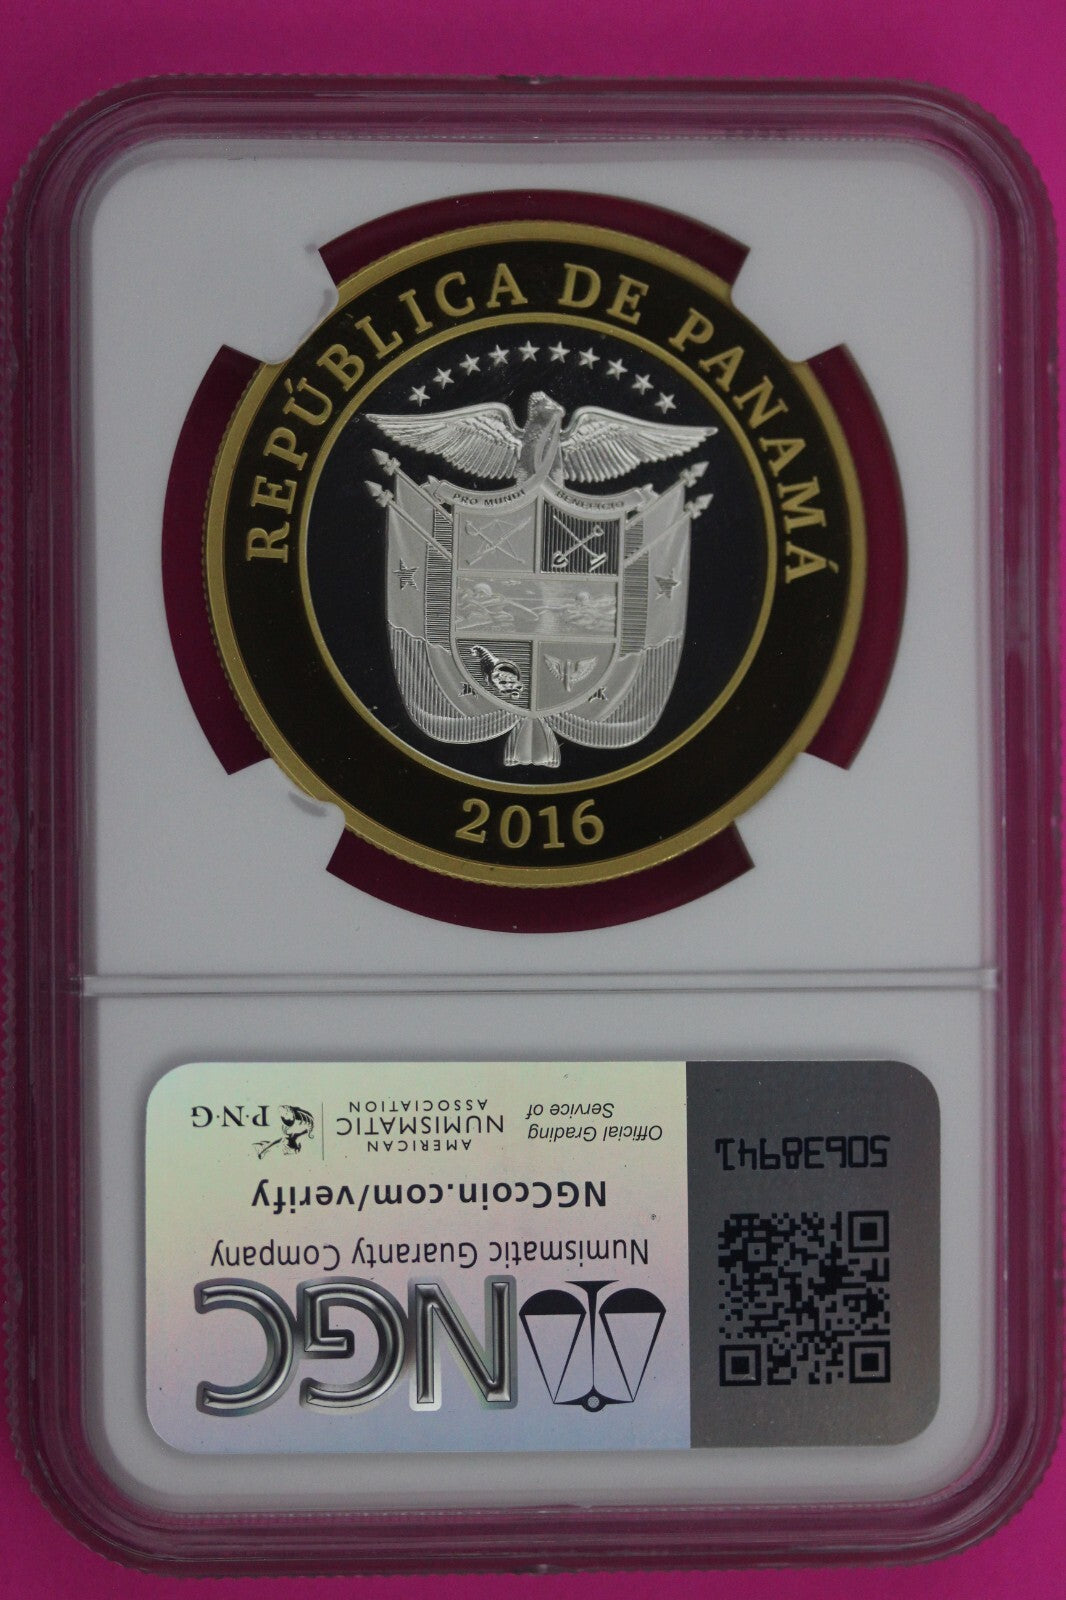 REPÚBLICA DE PANAMÁ
PRO MUNDI BENEFICIO
2016
NGC
Numismatic Guaranty Company
NGCcoin.com/verify
Official Grading
Service of
AMERICAN
NUMISMATIC
ASSOCIATION
P·N·G
50638941